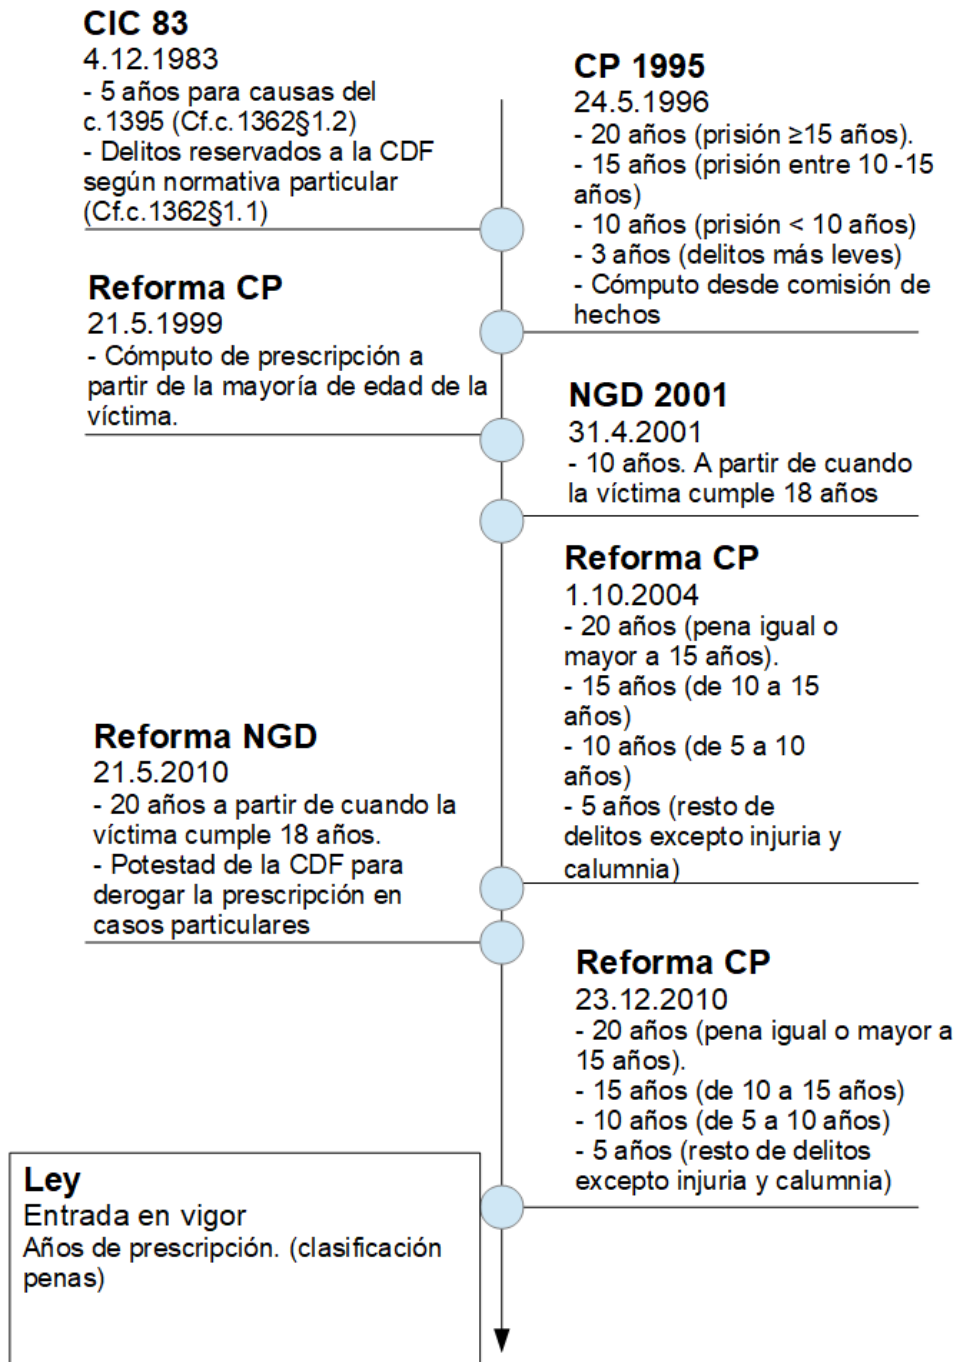 CIC 83
4.12.1983
- 5 años para causas del
c.1395 (Cf.c.1362§1.2)
- Delitos reservados a la CDF
según normativa particular
(Cf.c.1362§1.1)
CP 1995
24.5.1996
- 20 años (prisión ≥15 años).
- 15 años (prisión entre 10 -15
años)
- 10 años (prisión < 10 años)
- 3 años (delitos más leves)
- Cómputo desde comisión de
hechos
Reforma CP
21.5.1999
- Cómputo de prescripción a
partir de la mayoría de edad de la
víctima.
NGD 2001
31.4.2001
- 10 años. A partir de cuando
la víctima cumple 18 años
Reforma CP
1.10.2004
- 20 años (pena igual o
mayor a 15 años).
- 15 años (de 10 a 15
años)
- 10 años (de 5 a 10
años)
- 5 años (resto de
delitos excepto injuria y
calumnia)
Reforma NGD
21.5.2010
- 20 años a partir de cuando la
víctima cumple 18 años.
- Potestad de la CDF para
derogar la prescripción en
casos particulares
Reforma CP
23.12.2010
- 20 años (pena igual o mayor a
15 años).
- 15 años (de 10 a 15 años)
- 10 años (de 5 a 10 años)
- 5 años (resto de delitos
excepto injuria y calumnia)
Ley
Entrada en vigor
Años de prescripción. (clasificación
penas)